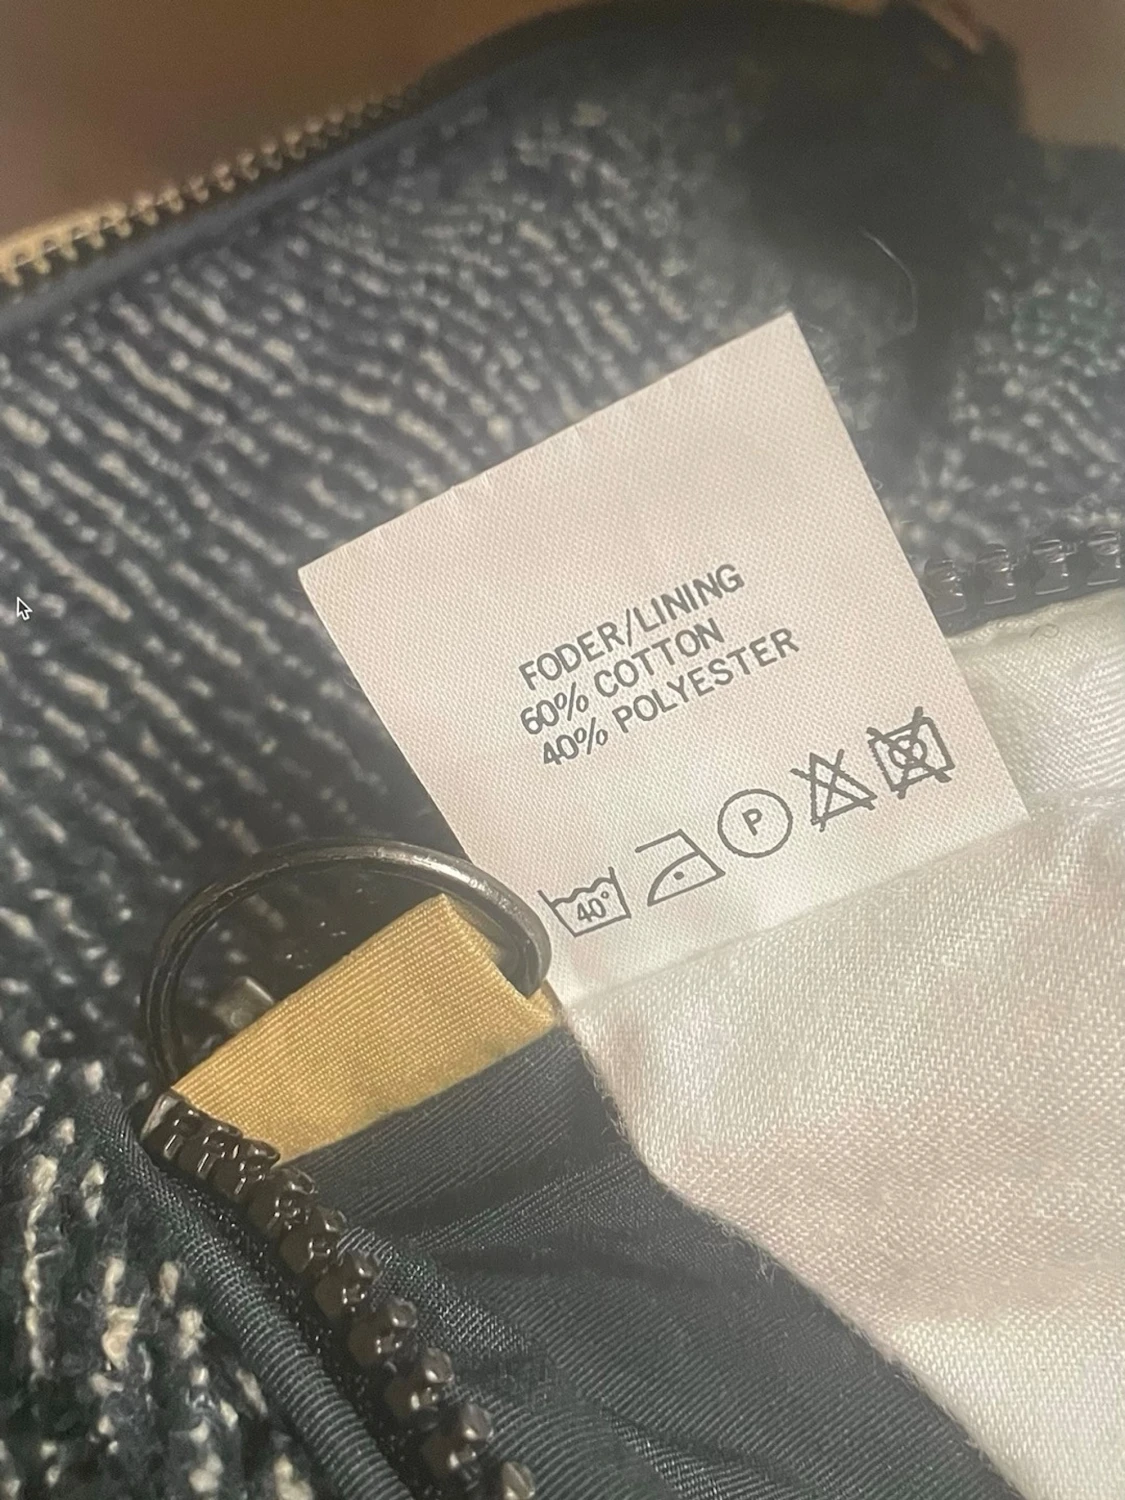 FODER/LINING
60% COTTON
40% POLYESTER
40° P